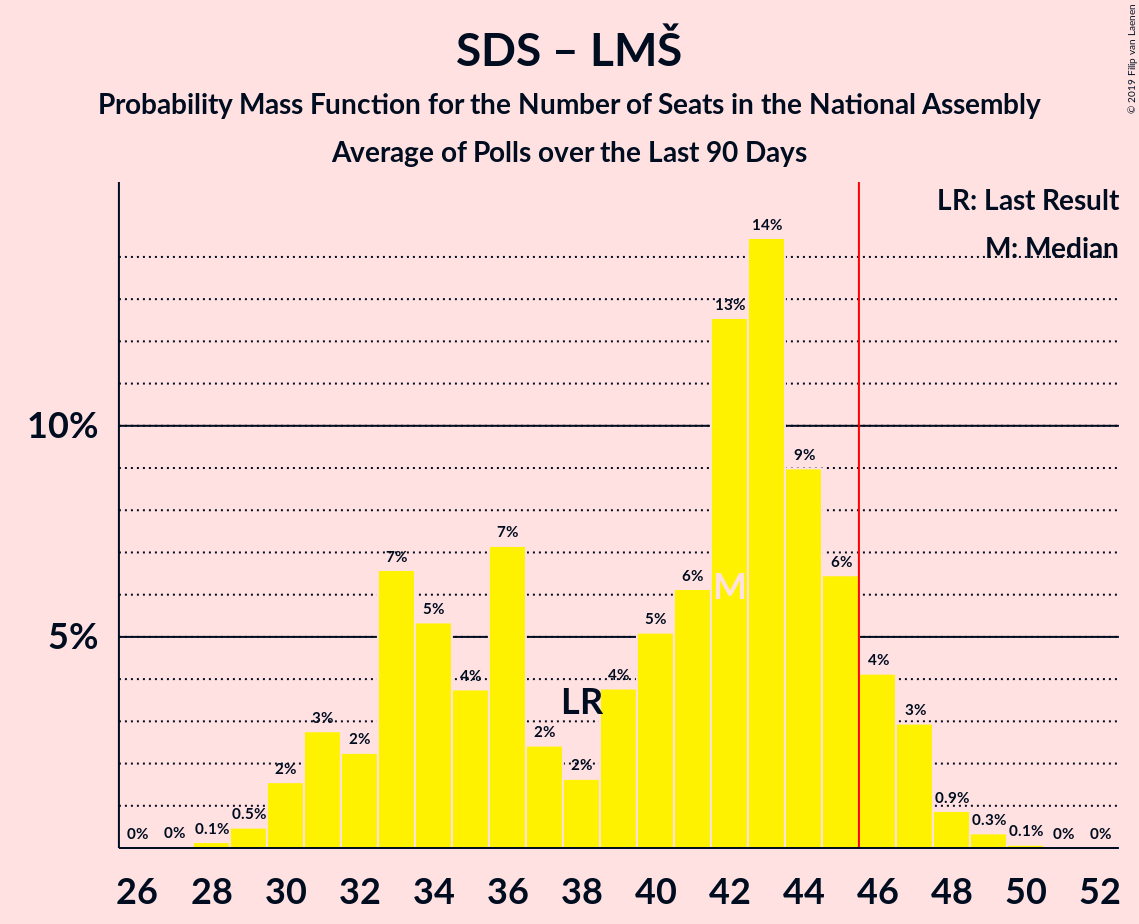 SDS – LMŠ
Probability Mass Function for the Number of Seats in the National Assembly
Average of Polls over the Last 90 Days
© 2019 Filip van Laenen
LR: Last Result
M: Median
10%
5%
0% 0% 0.1% 0.5% 2% 3% 2% 7% 5% 4% 7% 2% 2% 4% 5% 6% 13% 14% 9% 6% 4% 3% 0.9% 0.3% 0.1% 0% 0%
M
LR
26 28 30 32 34 36 38 40 42 44 46 48 50 52